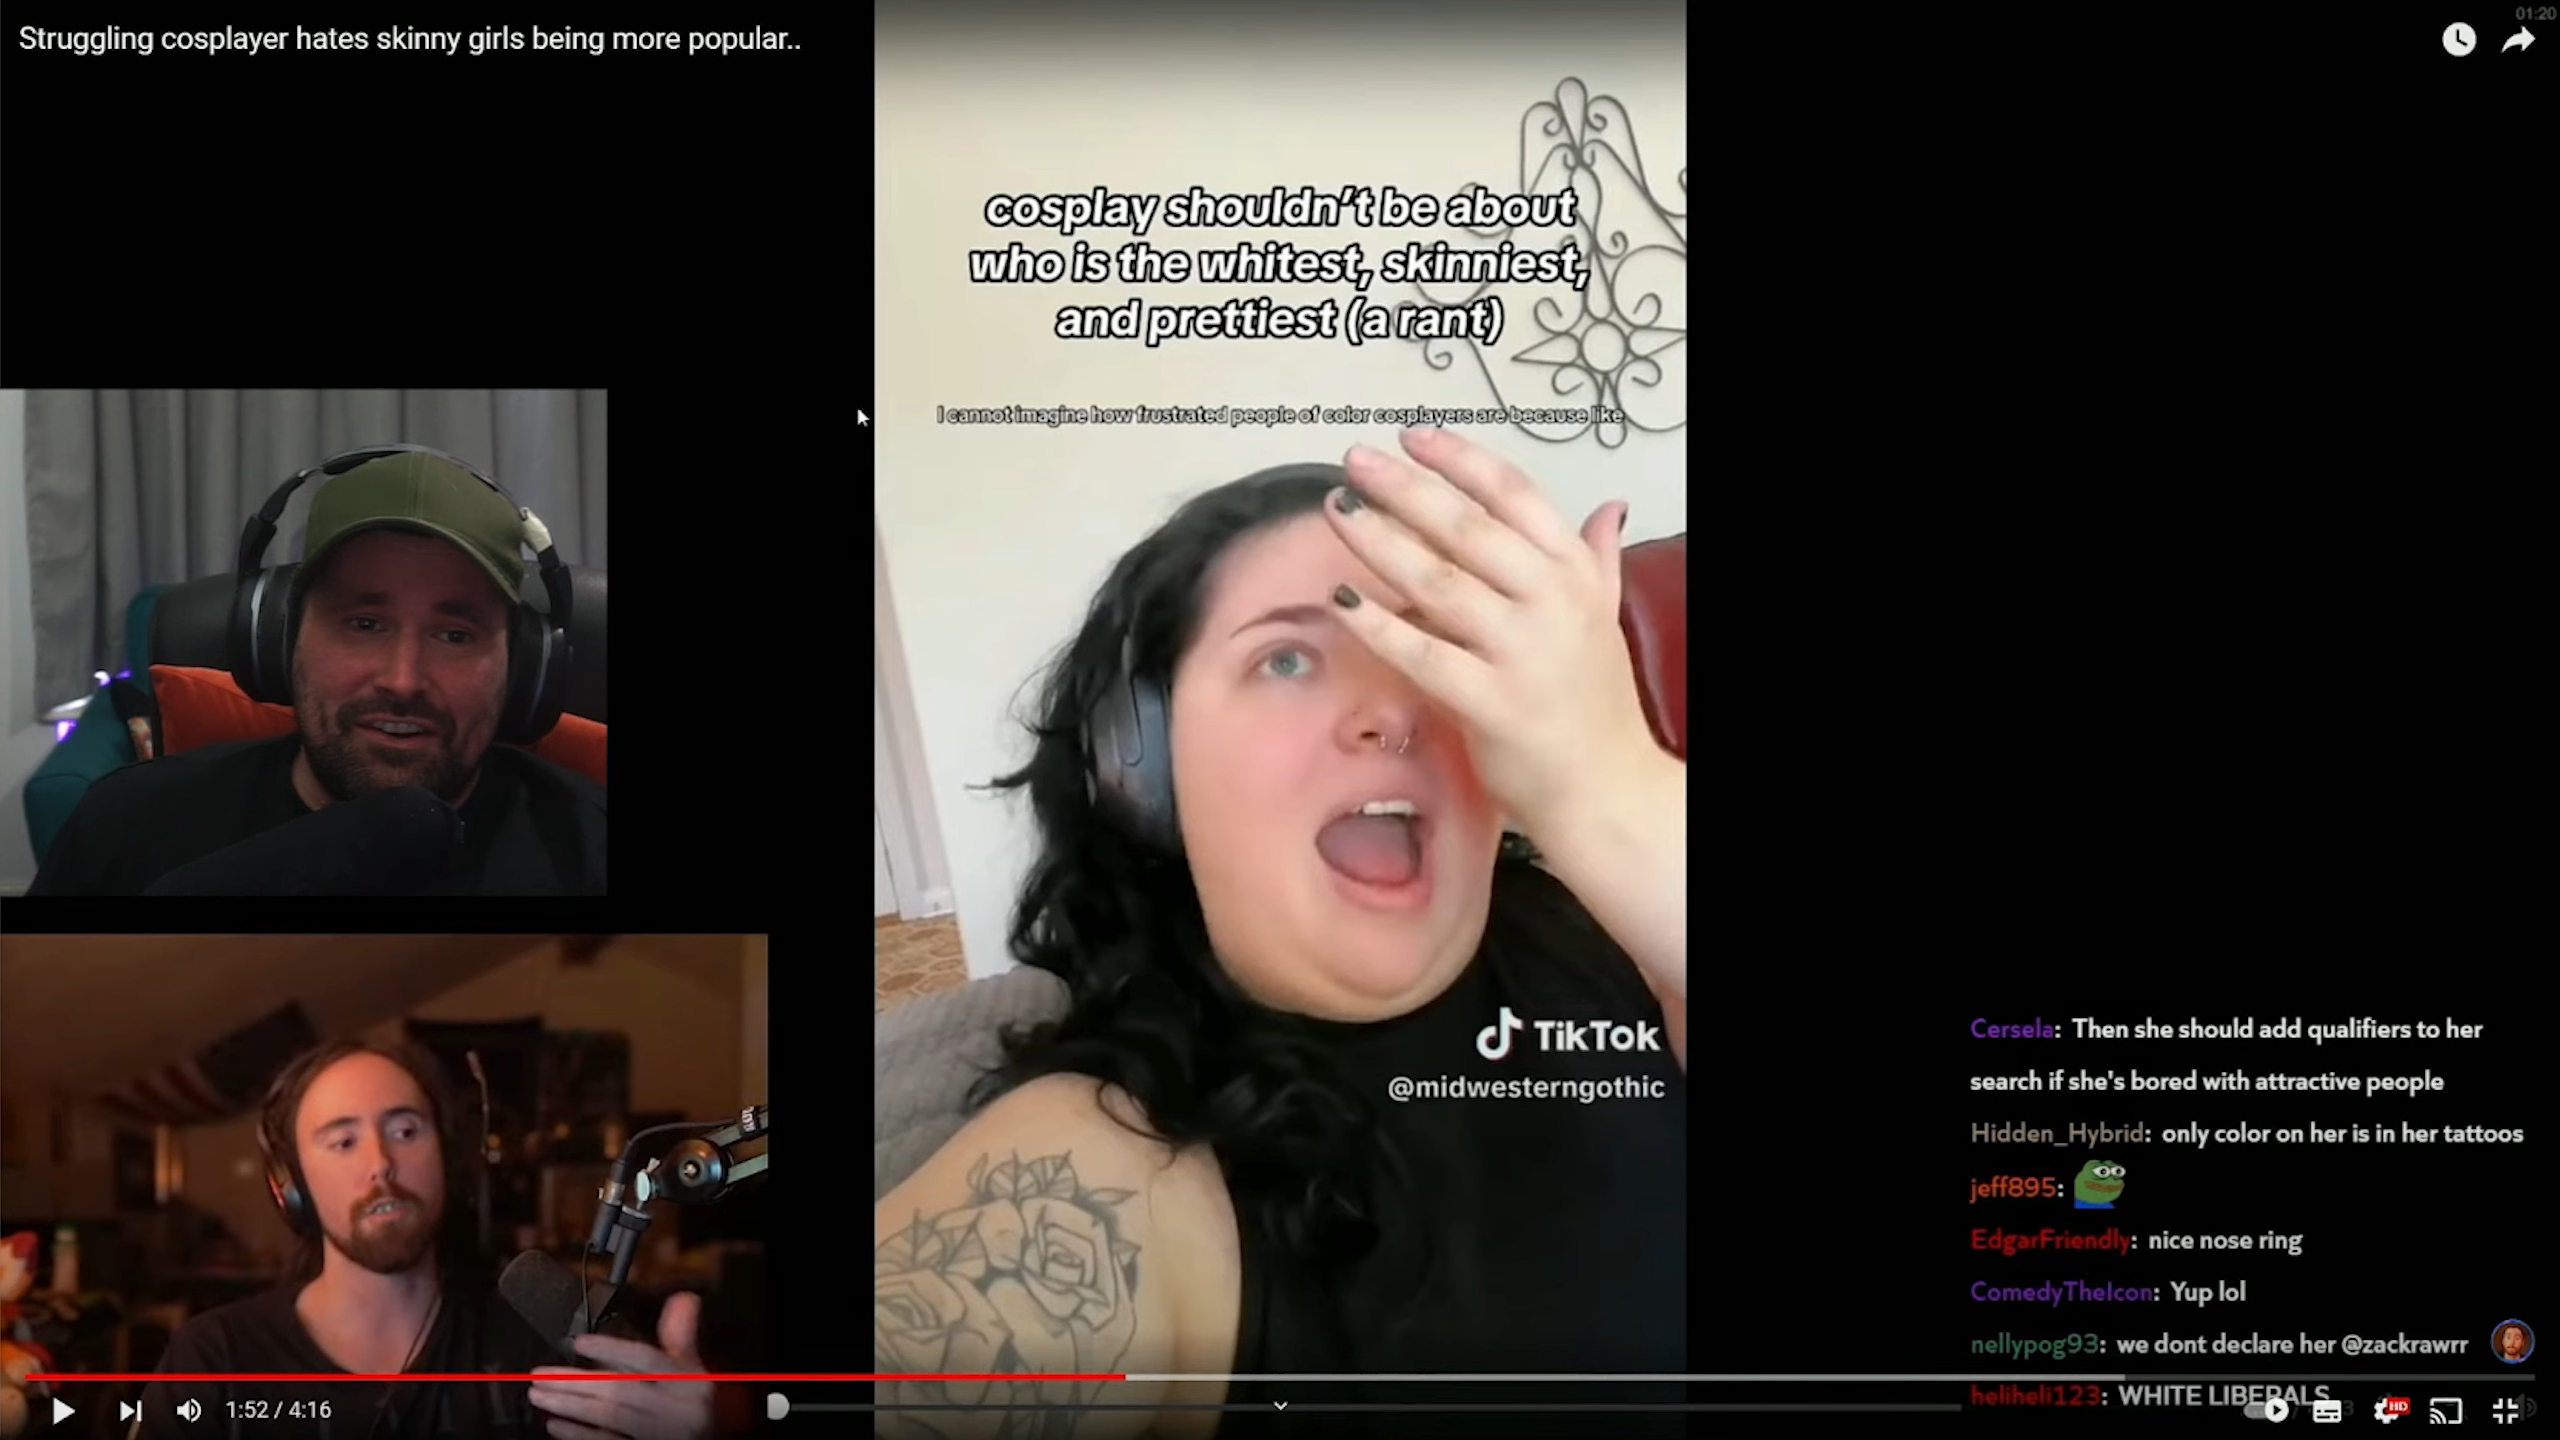 Struggling cosplayer hates skinny girls being more popular..
01:20
cosplay shouldn't be about
who is the whitest, skinniest,
and prettiest (a rant)
I cannot imagine how frustrated people of color cosplayers are because like
TikTok
@midwesterngothic
Cersela: Then she should add qualifiers to her
search if she's bored with attractive people
Hidden_Hybrid: only color on her is in her tattoos
jeff895:
EdgarFriendly: nice nose ring
ComedyTheIcon: Yup lol
nellypog93: we dont declare her @zackrawrr
heliheli123: WHITE LIBERALS
1:52 / 4:16
HD